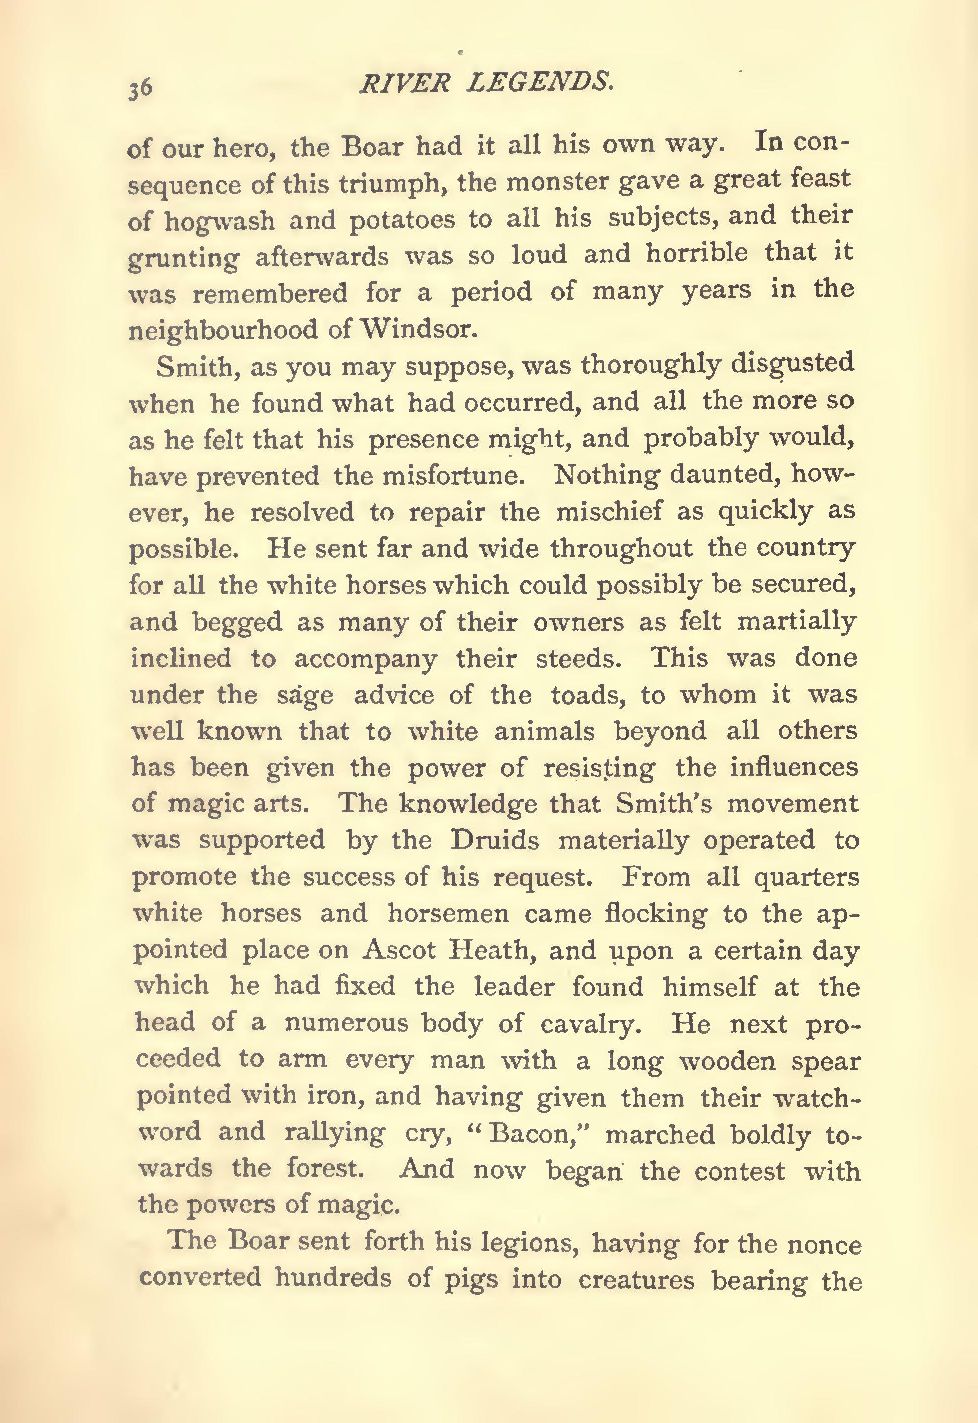 36 RIVER LEGENDS.
of our hero, the Boar had it all his own way. In con-
sequence of this triumph, the monster gave a great feast
of hogwash and potatoes to all his subjects, and their
grunting afterwards was so loud and horrible that it
was remembered for a period of many years in the
neighbourhood of Windsor.
Smith, as you may suppose, was thoroughly disgusted
when he found what had occurred, and all the more so
as he felt that his presence might, and probably would,
have prevented the misfortune. Nothing daunted, how-
ever, he resolved to repair the mischief as quickly as
possible. He sent far and wide throughout the country
for all the white horses which could possibly be secured,
and begged as many of their owners as felt martially
inclined to accompany their steeds. This was done
under the sage advice of the toads, to whom it was
well known that to white animals beyond all others
has been given the power of resisting the influences
of magic arts. The knowledge that Smith's movement
was supported by the Druids materially operated to
promote the success of his request. From all quarters
white horses and horsemen came flocking to the ap-
pointed place on Ascot Heath, and upon a certain day
which he had fixed the leader found himself at the
head of a numerous body of cavalry. He next pro-
ceeded to arm every man with a long wooden spear
pointed with iron, and having given them their watch-
word and rallying cry, “Bacon,” marched boldly to-
wards the forest. And now began the contest with
the powers of magic.
The Boar sent forth his legions, having for the nonce
converted hundreds of pigs into creatures bearing the